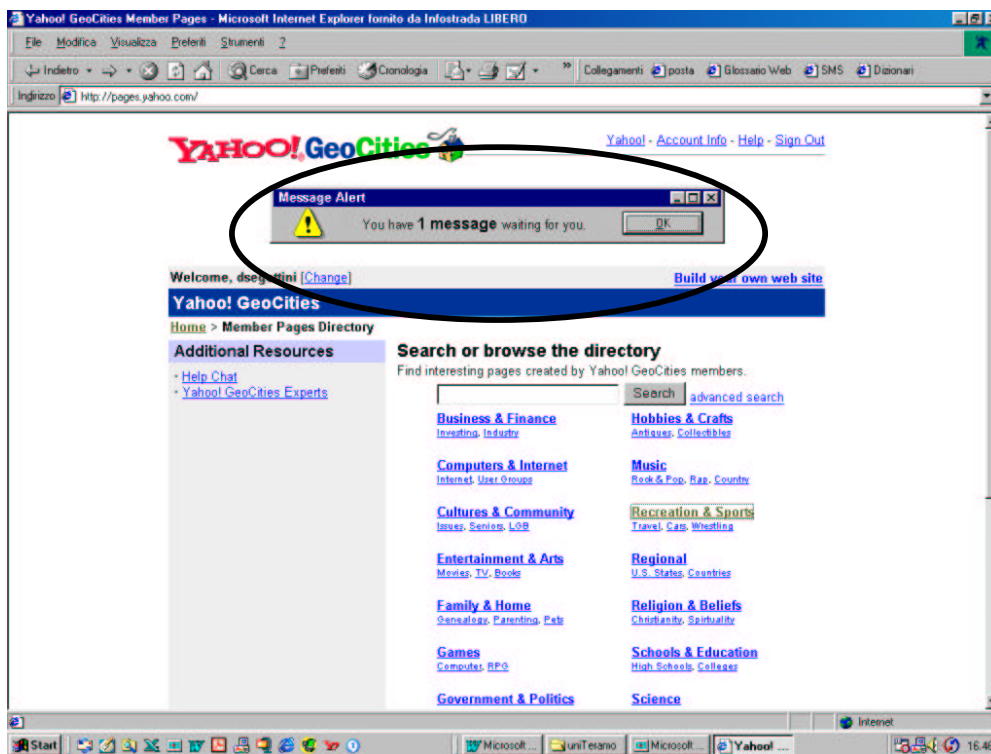 Yahoo! GeoCities Member Pages - Microsoft Internet Explorer fornito da Infostrada LIBERO
File Modifica Visualizza Preferiti Strumenti ?
Indietro Cerca Preferiti Cronologia » Collegamenti posta Glossario Web SMS Dizionari
Indirizzo http://pages.yahoo.com/
YAHOO! GeoCities
Yahoo! - Account Info - Help - Sign Out
Message Alert
You have 1 message waiting for you. OK
Welcome, dsegattini [Change] Build your own web site
Yahoo! GeoCities
Home > Member Pages Directory
Additional Resources
· Help Chat
· Yahoo! GeoCities Experts
Search or browse the directory
Find interesting pages created by Yahoo! GeoCities members.
Search advanced search
Business & Finance
Investing, Industry
Hobbies & Crafts
Antiques, Collectibles
Computers & Internet
Internet, User Groups
Music
Rock & Pop, Rap, Country
Cultures & Community
Issues, Seniors, LGB
Recreation & Sports
Travel, Cars, Wrestling
Entertainment & Arts
Movies, TV, Books
Regional
U.S. States, Countries
Family & Home
Genealogy, Parenting, Pets
Religion & Beliefs
Christianity, Spirituality
Games
Computer, RPG
Schools & Education
High Schools, Colleges
Government & Politics
Science
Internet
Start Microsoft ... uniTeramo Microsoft... Yahoo! ...